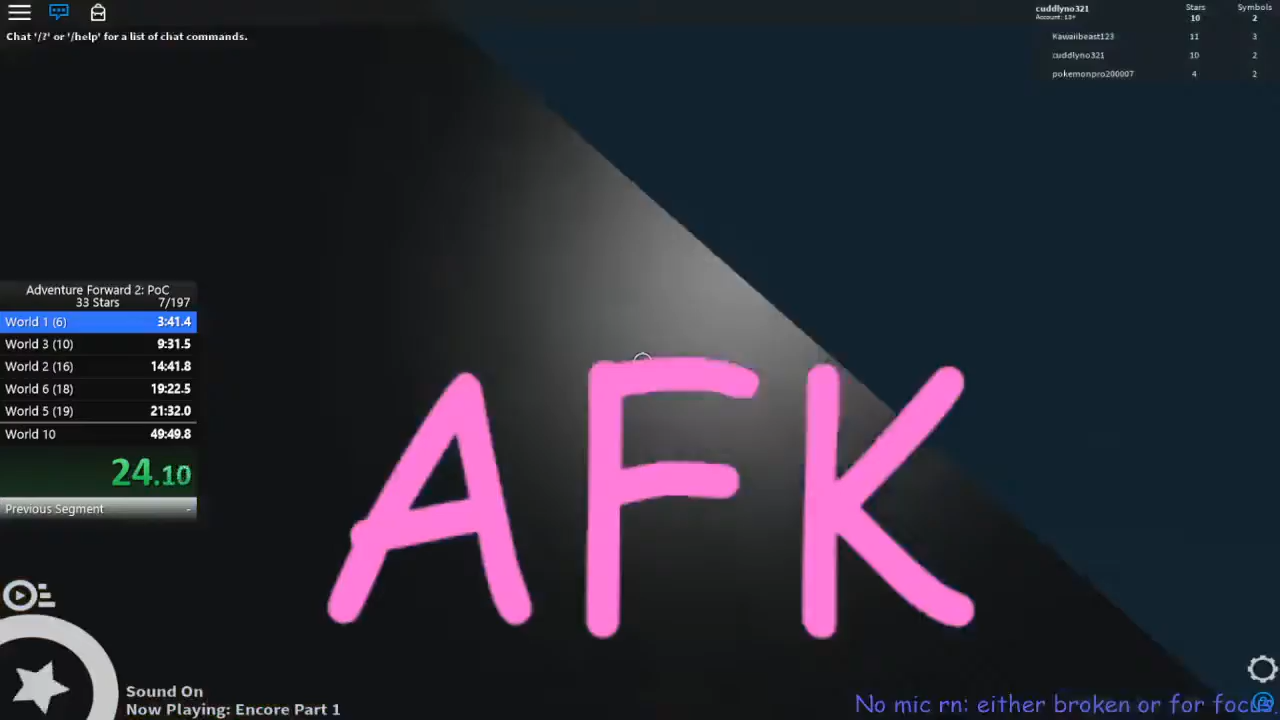 Chat '/?' or '/help' for a list of chat commands.
cuddlyno321 Stars Symbols
Account: 13+ 10 2
Kawaiibeast123 11 3
cuddlyno321 10 2
pokemonpro200007 4 2
Adventure Forward 2: PoC
33 Stars 7/197
World 1 (6) 3:41.4
World 3 (10) 9:31.5
World 2 (16) 14:41.8
World 6 (18) 19:22.5
World 5 (19) 21:32.0
World 10 49:49.8
24.10
Previous Segment -
AFK
Sound On
Now Playing: Encore Part 1
No mic rn: either broken or for focus